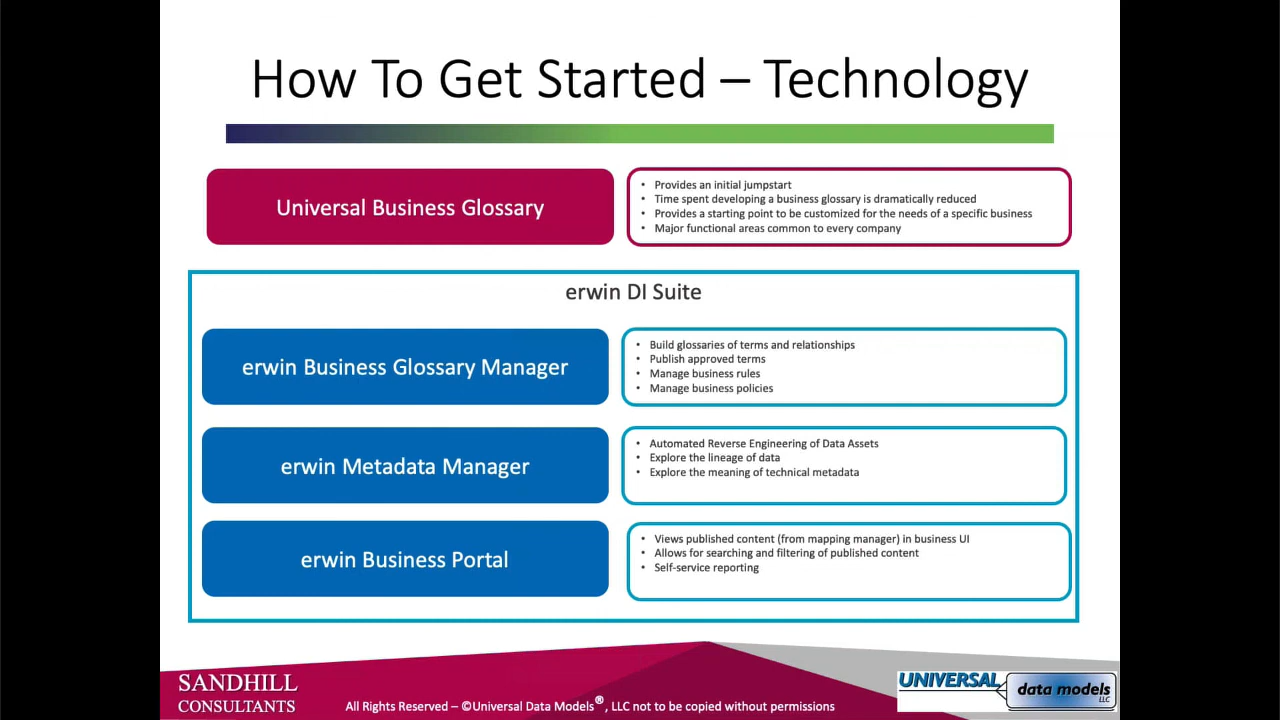 How To Get Started – Technology
Universal Business Glossary
• Provides an initial jumpstart
• Time spent developing a business glossary is dramatically reduced
• Provides a starting point to be customized for the needs of a specific business
• Major functional areas common to every company
erwin DI Suite
erwin Business Glossary Manager
• Build glossaries of terms and relationships
• Publish approved terms
• Manage business rules
• Manage business policies
erwin Metadata Manager
• Automated Reverse Engineering of Data Assets
• Explore the lineage of data
• Explore the meaning of technical metadata
erwin Business Portal
• Views published content (from mapping manager) in business UI
• Allows for searching and filtering of published content
• Self-service reporting
SANDHILL
CONSULTANTS
All Rights Reserved – ©Universal Data Models®, LLC not to be copied without permissions
UNIVERSAL
data models
LLC